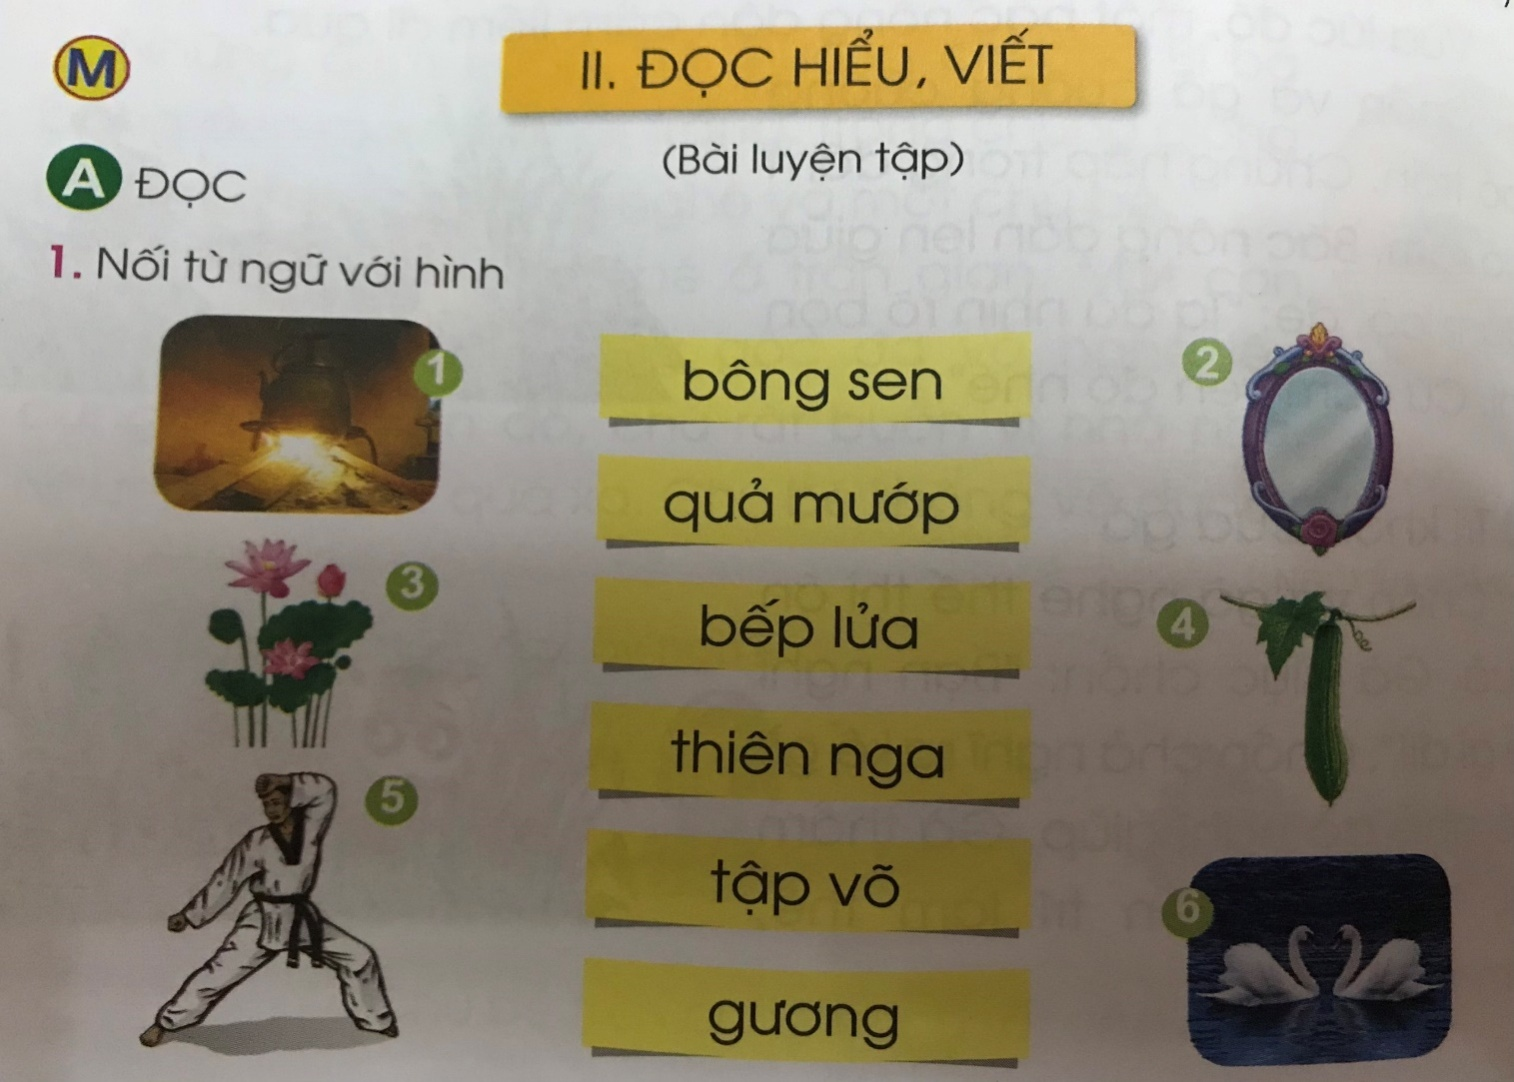 M
II. ĐỌC HIỂU, VIẾT
(Bài luyện tập)
A ĐỌC
1. Nối từ ngữ với hình
1
bông sen
2
quả mướp
3
bếp lửa
4
thiên nga
5
tập võ
6
gương